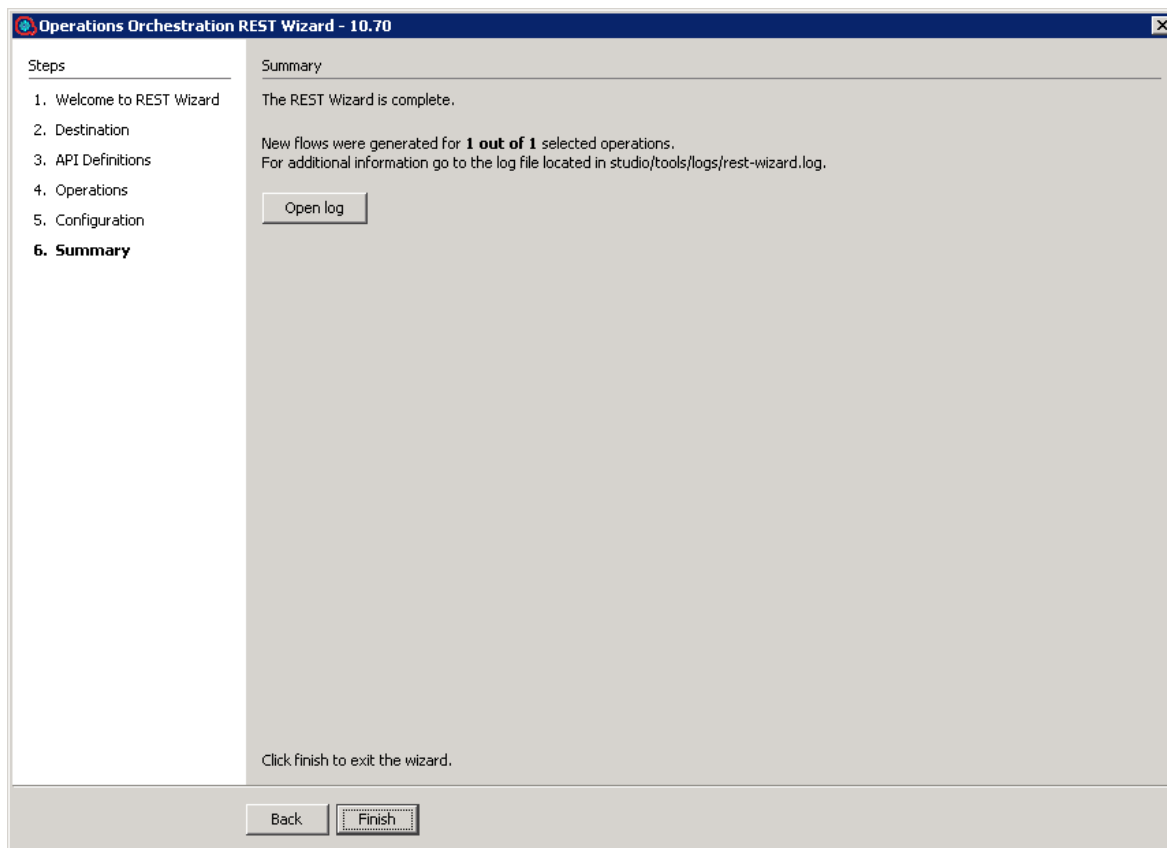 Operations Orchestration REST Wizard - 10.70
Steps
1. Welcome to REST Wizard
2. Destination
3. API Definitions
4. Operations
5. Configuration
6. Summary
Summary
The REST Wizard is complete.
New flows were generated for 1 out of 1 selected operations.
For additional information go to the log file located in studio/tools/logs/rest-wizard.log.
Open log
Click finish to exit the wizard.
Back
Finish